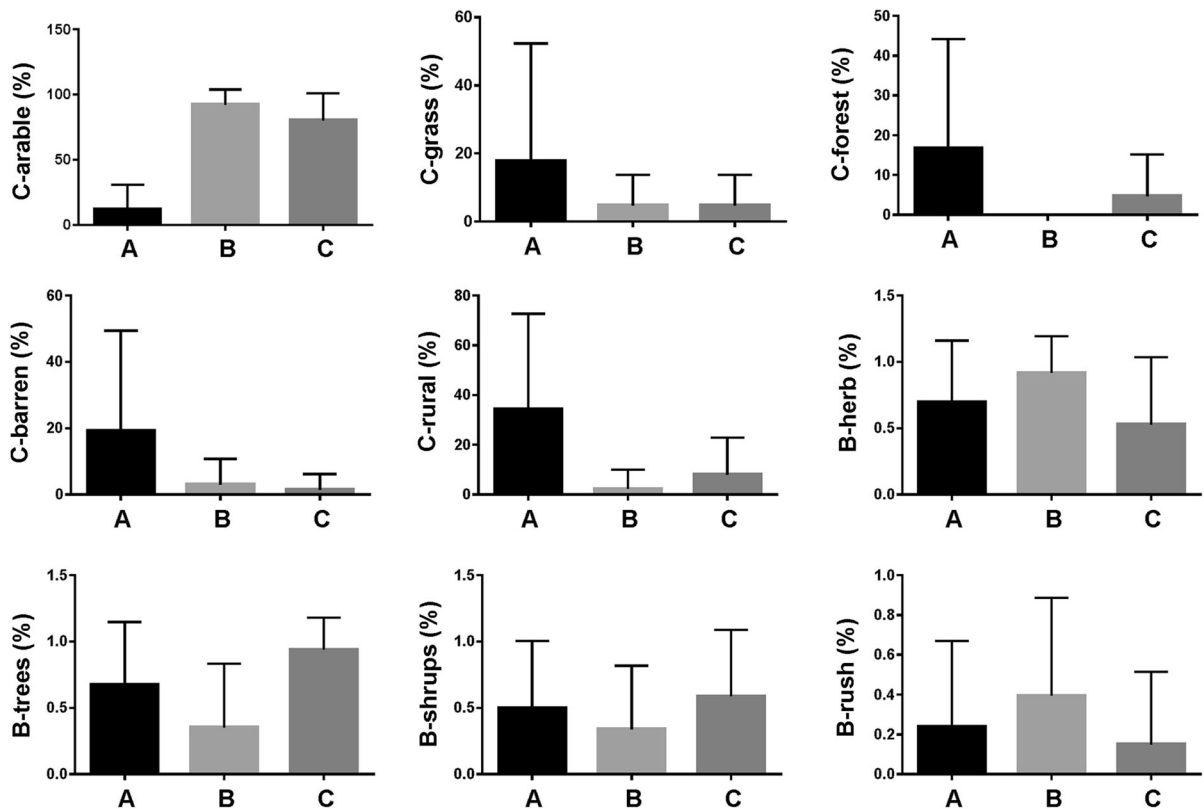 C-arable (%)
150
100
50
0
A B C
C-grass (%)
60
40
20
0
A B C
C-forest (%)
50
40
30
20
10
0
A B C
C-barren (%)
60
40
20
0
A B C
C-rural (%)
80
60
40
20
0
A B C
B-herb (%)
1.5
1.0
0.5
0.0
A B C
B-trees (%)
1.5
1.0
0.5
0.0
A B C
B-shrups (%)
1.5
1.0
0.5
0.0
A B C
B-rush (%)
1.0
0.8
0.6
0.4
0.2
0.0
A B C